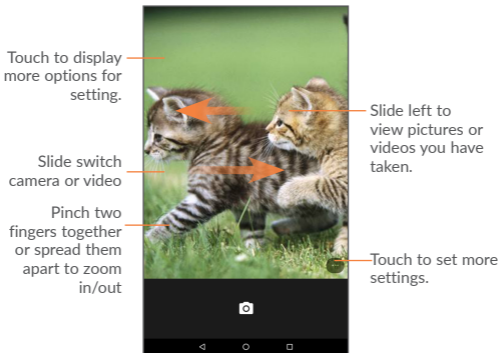 Touch to display
more options for
setting.
Slide switch
camera or video
Pinch two
fingers together
or spread them
apart to zoom
in/out
Slide left to
view pictures or
videos you have
taken.
Touch to set more
settings.